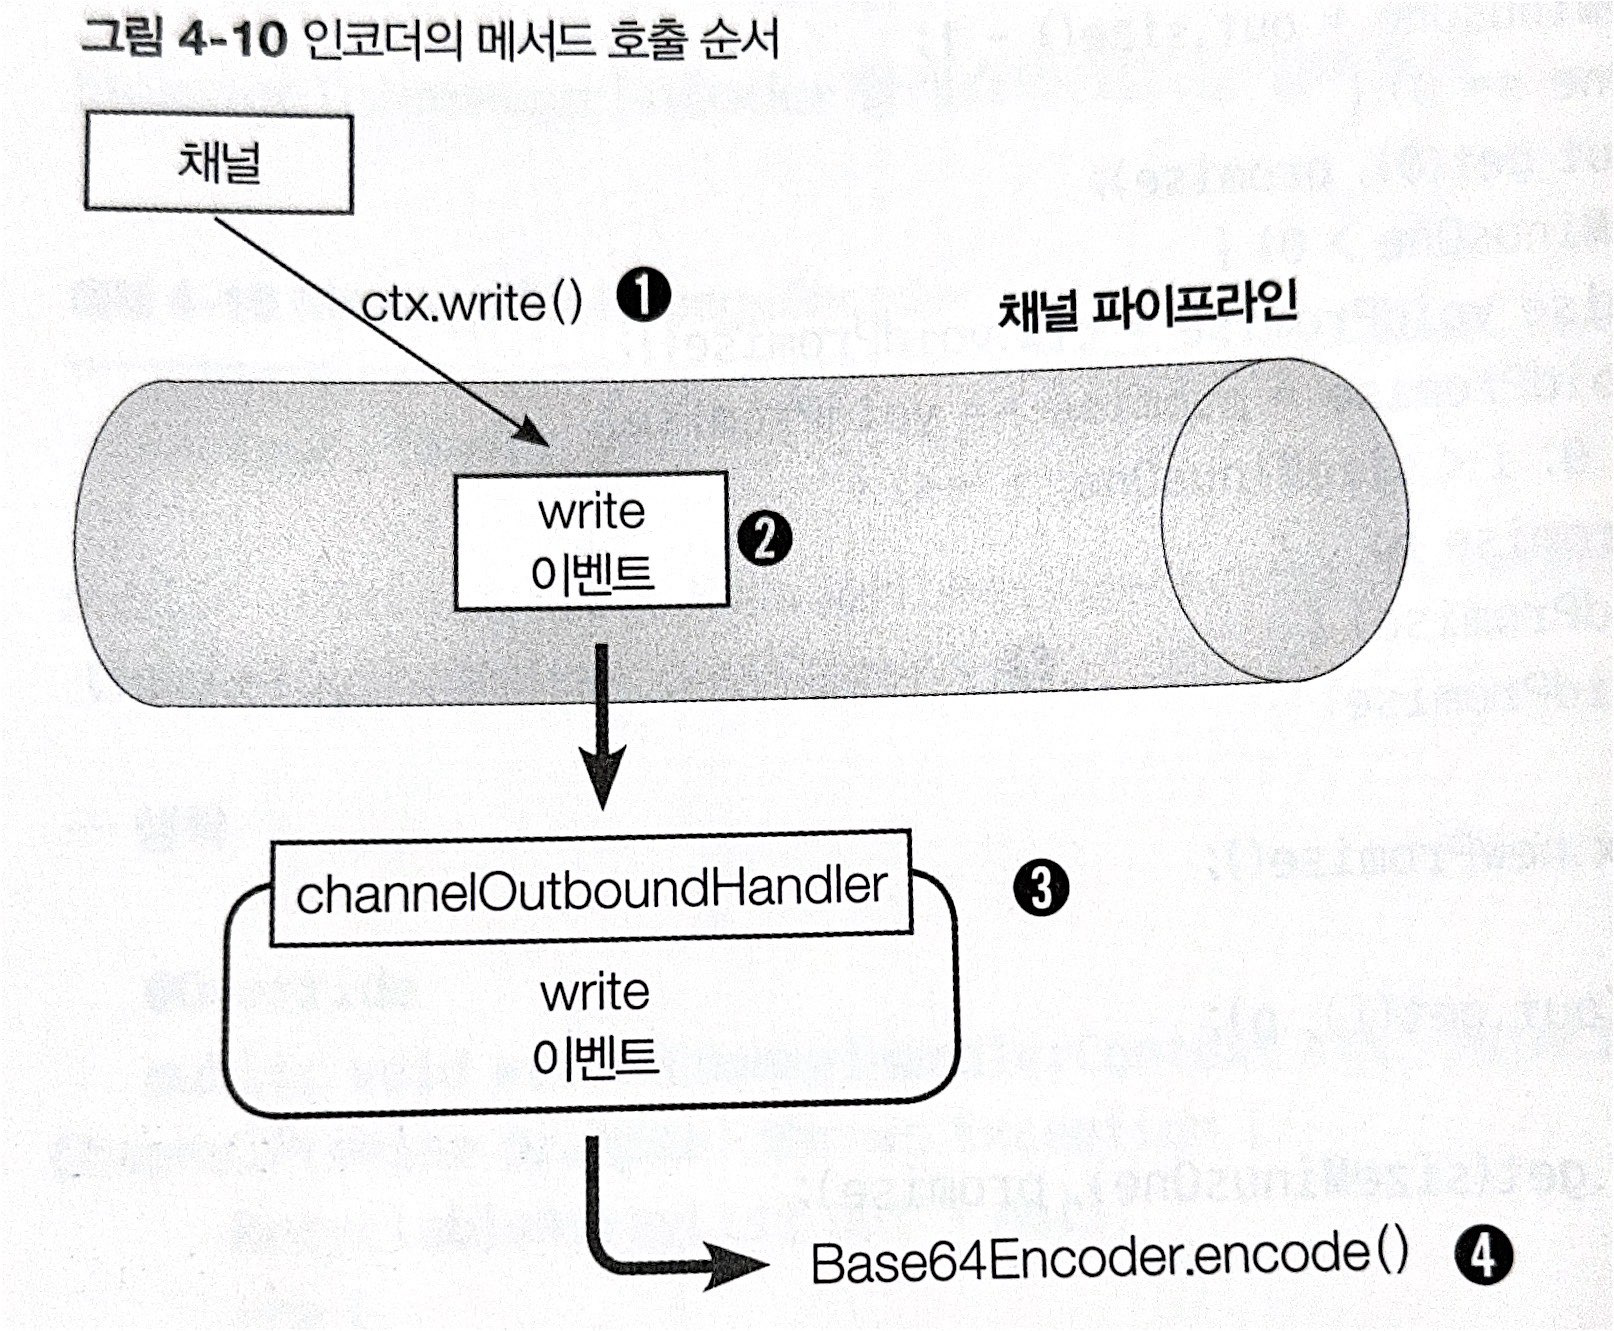 그림 4-10 인코더의 메서드 호출 순서
채널
ctx.write() ❶
채널 파이프라인
write
이벤트
❷
channelOutboundHandler
❸
write
이벤트
Base64Encoder.encode() ❹